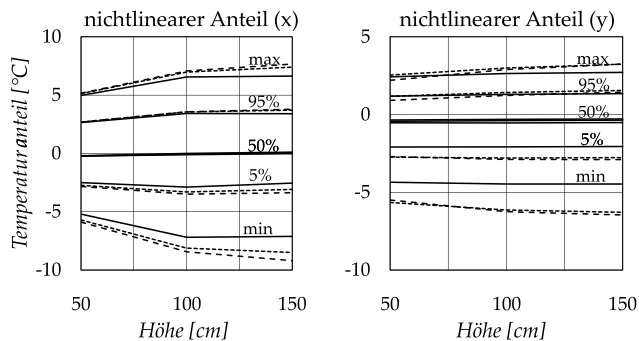 nichtlinearer Anteil (x)
10
5
0
-5
-10
Temperaturanteil [°C]
max
95%
50%
5%
min
50
100
150
Höhe [cm]
nichtlinearer Anteil (y)
5
0
-5
-10
max
95%
50%
5%
min
50
100
150
Höhe [cm]